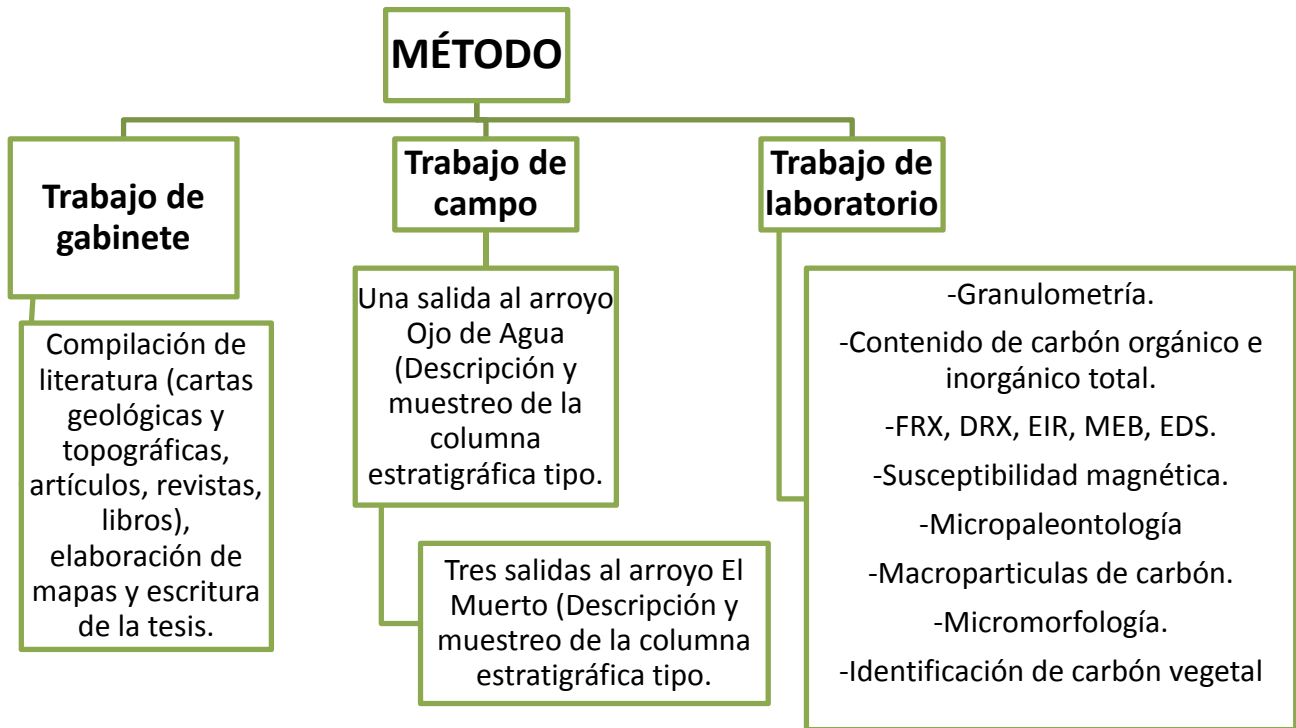 MÉTODO
Trabajo de
gabinete
Compilación de
literatura (cartas
geológicas y
topográficas,
artículos, revistas,
libros),
elaboración de
mapas y escritura
de la tesis.
Trabajo de
campo
Una salida al arroyo
Ojo de Agua
(Descripción y
muestreo de la
columna
estratigráfica tipo.
Tres salidas al arroyo El
Muerto (Descripción y
muestreo de la columna
estratigráfica tipo.
Trabajo de
laboratorio
-Granulometría.
-Contenido de carbón orgánico e
inorgánico total.
-FRX, DRX, EIR, MEB, EDS.
-Susceptibilidad magnética.
-Micropaleontología
-Macroparticulas de carbón.
-Micromorfología.
-Identificación de carbón vegetal